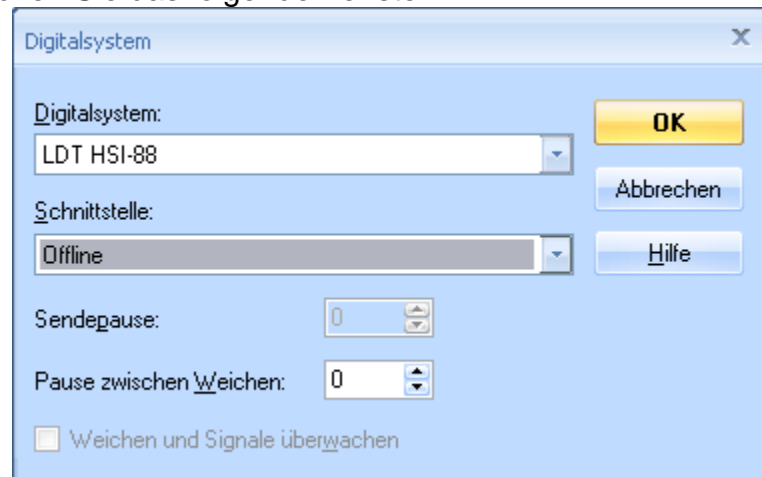 Digitalsystem
Digitalsystem:
LDT HSI-88
OK
Abbrechen
Schnittstelle:
Offline
Hilfe
Sendepause:
0
Pause zwischen Weichen:
0
Weichen und Signale überwachen